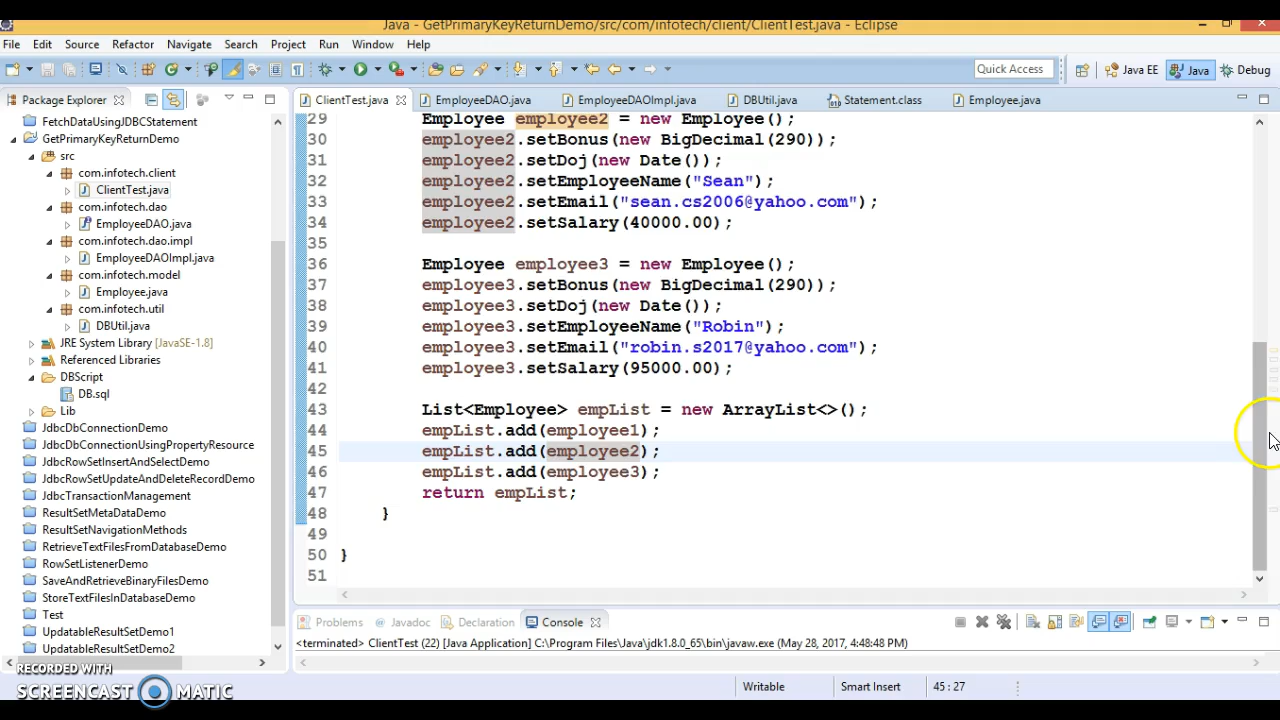 Java - GetPrimaryKeyReturnDemo/src/com/infotech/client/ClientTest.java - Eclipse
File Edit Source Refactor Navigate Search Project Run Window Help
Quick Access Java EE Java Debug
Package Explorer
ClientTest.java EmployeeDAO.java EmployeeDAOImpl.java DBUtil.java Statement.class Employee.java
FetchDataUsingJDBCStatement
GetPrimaryKeyReturnDemo
src
com.infotech.client
ClientTest.java
com.infotech.dao
EmployeeDAO.java
com.infotech.dao.impl
EmployeeDAOImpl.java
com.infotech.model
Employee.java
com.infotech.util
DBUtil.java
JRE System Library [JavaSE-1.8]
Referenced Libraries
DBScript
DB.sql
Lib
JdbcDbConnectionDemo
JdbcDbConnectionUsingPropertyResource
JdbcRowSetInsertAndSelectDemo
JdbcRowSetUpdateAndDeleteRecordDemo
JdbcTransactionManagement
ResultSetMetaDataDemo
ResultSetNavigationMethods
RetrieveTextFilesFromDatabaseDemo
RowSetListenerDemo
SaveAndRetrieveBinaryFilesDemo
StoreTextFilesInDatabaseDemo
Test
UpdatableResultSetDemo1
UpdatableResultSetDemo2
29 Employee employee2 = new Employee();
30 employee2.setBonus(new BigDecimal(290));
31 employee2.setDoj(new Date());
32 employee2.setEmployeeName("Sean");
33 employee2.setEmail("sean.cs2006@yahoo.com");
34 employee2.setSalary(40000.00);
35
36 Employee employee3 = new Employee();
37 employee3.setBonus(new BigDecimal(290));
38 employee3.setDoj(new Date());
39 employee3.setEmployeeName("Robin");
40 employee3.setEmail("robin.s2017@yahoo.com");
41 employee3.setSalary(95000.00);
42
43 List<Employee> empList = new ArrayList<>();
44 empList.add(employee1);
45 empList.add(employee2);
46 empList.add(employee3);
47 return empList;
48 }
49
50 }
51
Problems Javadoc Declaration Console
<terminated> ClientTest (22) [Java Application] C:\Program Files\Java\jdk1.8.0_65\bin\javaw.exe (May 28, 2017, 4:48:48 PM)
Writable Smart Insert 45 : 27
RECORDED WITH
SCREENCAST MATIC